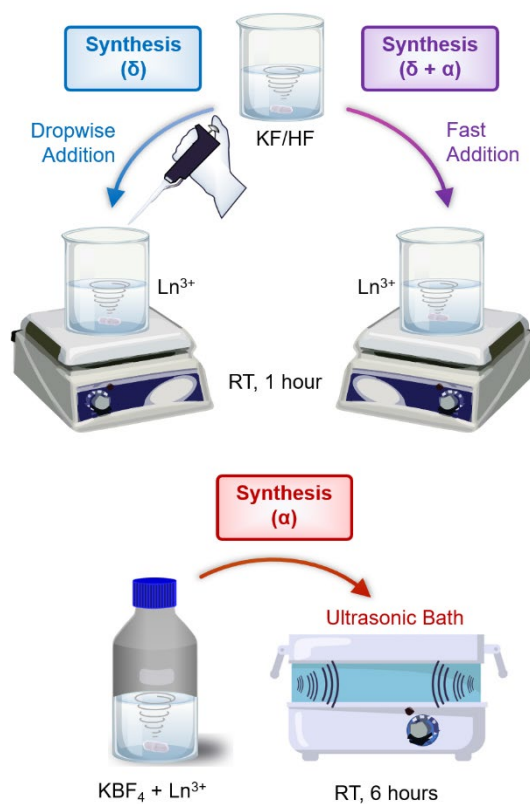 Synthesis
(δ)
Synthesis
(δ + α)
KF/HF
Dropwise
Addition
Fast
Addition
Ln³⁺
Ln³⁺
RT, 1 hour
Synthesis
(α)
Ultrasonic Bath
KBF₄ + Ln³⁺
RT, 6 hours